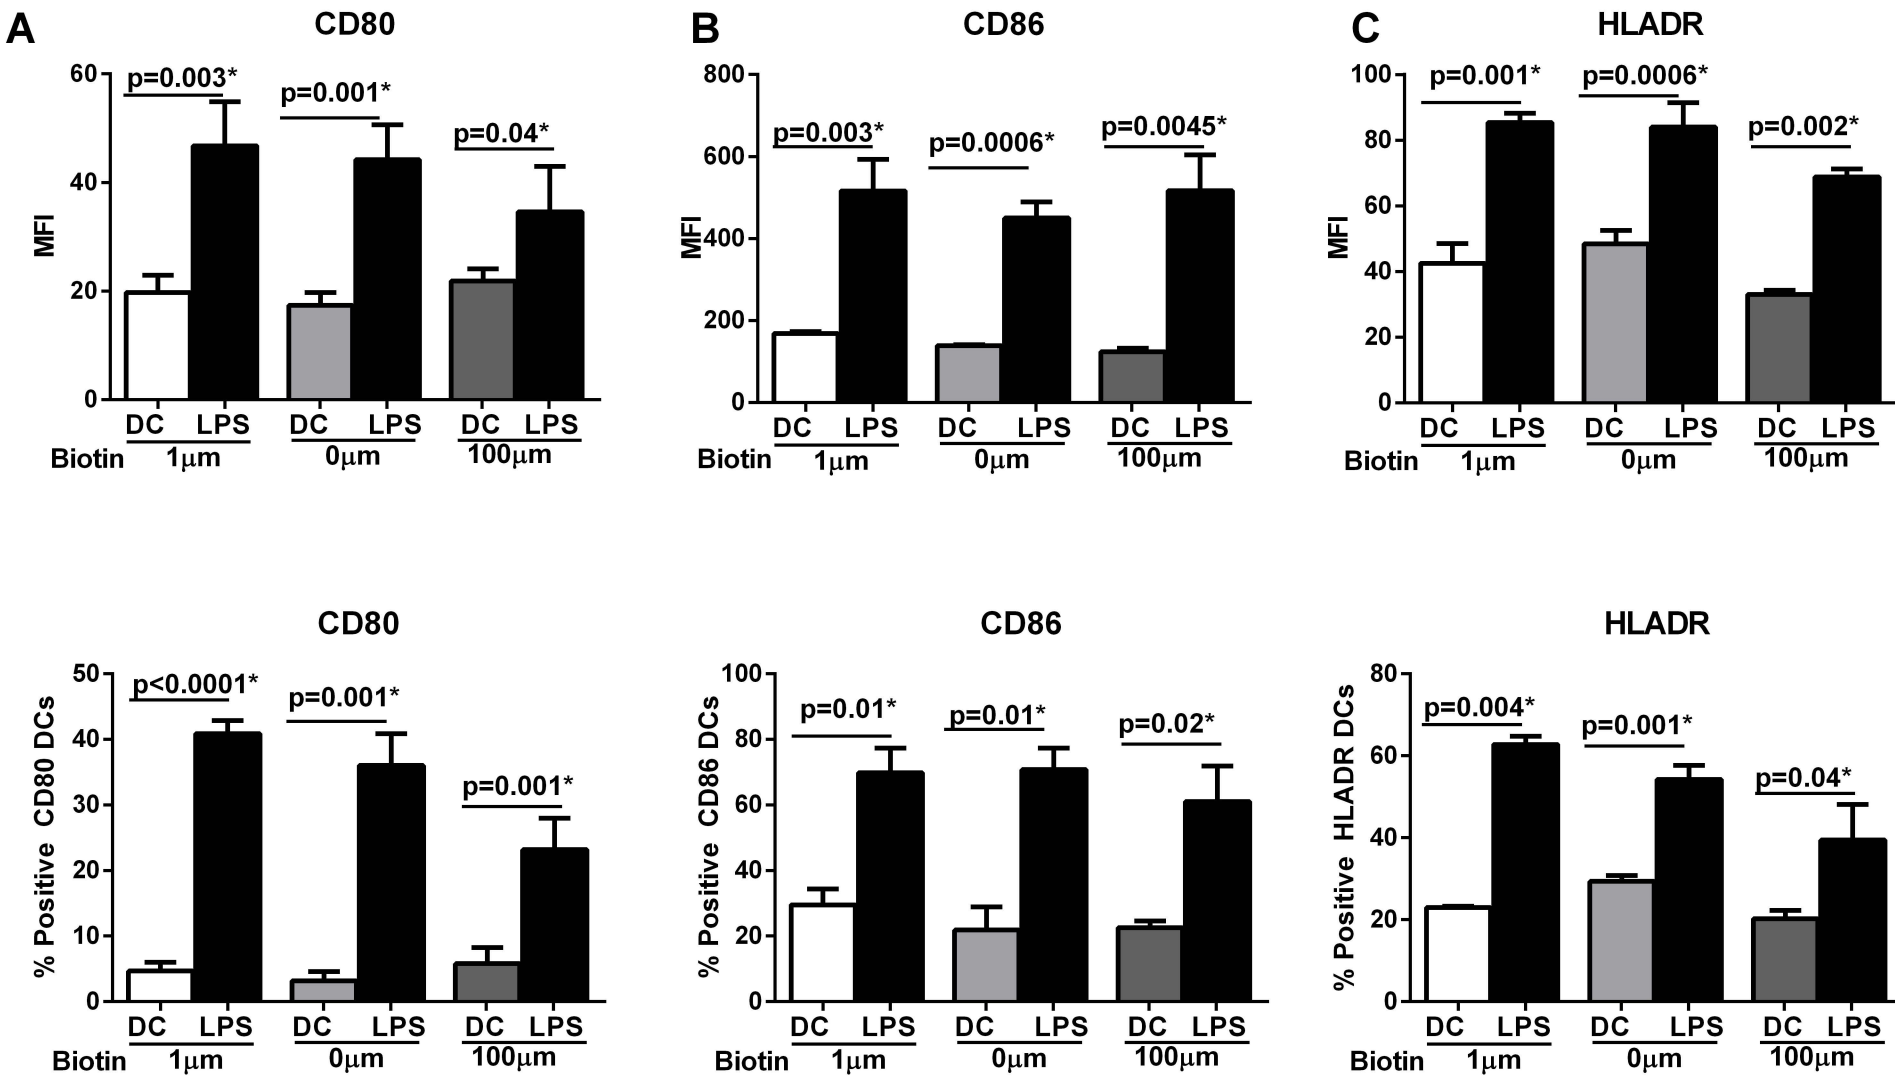 A
CD80
60
40
20
0
MFI
p=0.003*
p=0.001*
p=0.04*
DC LPS DC LPS DC LPS
Biotin 1μm 0μm 100μm
B
CD86
800
600
400
200
0
MFI
p=0.003*
p=0.0006*
p=0.0045*
DC LPS DC LPS DC LPS
Biotin 1μm 0μm 100μm
C
HLADR
100
80
60
40
20
0
MFI
p=0.001*
p=0.0006*
p=0.002*
DC LPS DC LPS DC LPS
Biotin 1μm 0μm 100μm
CD80
50
40
30
20
10
0
% Positive CD80 DCs
p<0.0001*
p=0.001*
p=0.001*
DC LPS DC LPS DC LPS
Biotin 1μm 0μm 100μm
CD86
100
80
60
40
20
0
% Positive CD86 DCs
p=0.01*
p=0.01*
p=0.02*
DC LPS DC LPS DC LPS
Biotin 1μm 0μm 100μm
HLADR
80
60
40
20
0
% Positive HLADR DCs
p=0.004*
p=0.001*
p=0.04*
DC LPS DC LPS DC LPS
Biotin 1μm 0μm 100μm